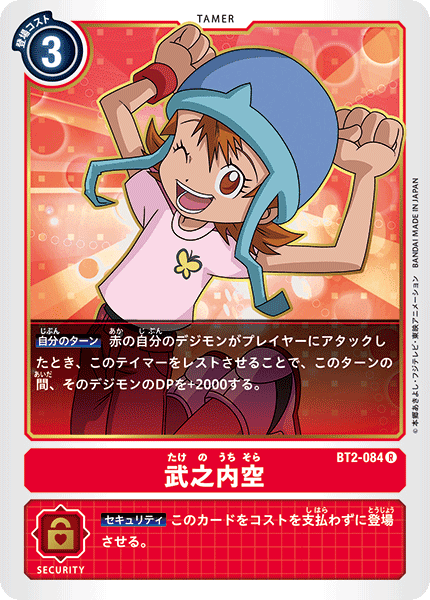 TAMER
登場コスト
3
自分のターン 赤の自分のデジモンがプレイヤーにアタックし
たとき、このテイマーをレストさせることで、このターンの
間、そのデジモンのDPを+2000する。
©本郷あきよし・フジテレビ・東映アニメーション BANDAI MADE IN JAPAN
BT2-084 R
たけ の うち そら
武之内空
セキュリティ このカードをコストを支払わずに登場
させる。
SECURITY